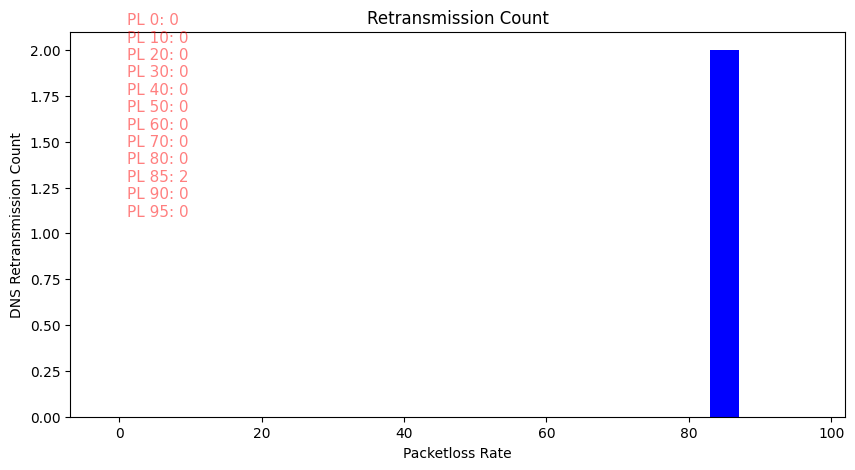 Retransmission Count
PL 0: 0
PL 10: 0
PL 20: 0
PL 30: 0
PL 40: 0
PL 50: 0
PL 60: 0
PL 70: 0
PL 80: 0
PL 85: 2
PL 90: 0
PL 95: 0
DNS Retransmission Count
2.00
1.75
1.50
1.25
1.00
0.75
0.50
0.25
0.00
0 20 40 60 80 100
Packetloss Rate